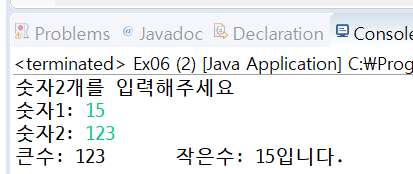 Problems @ Javadoc Declaration Console
<terminated> Ex06 (2) [Java Application] C:₩Prog
숫자2개를 입력해주세요
숫자1: 15
숫자2: 123
큰수: 123 작은수: 15입니다.